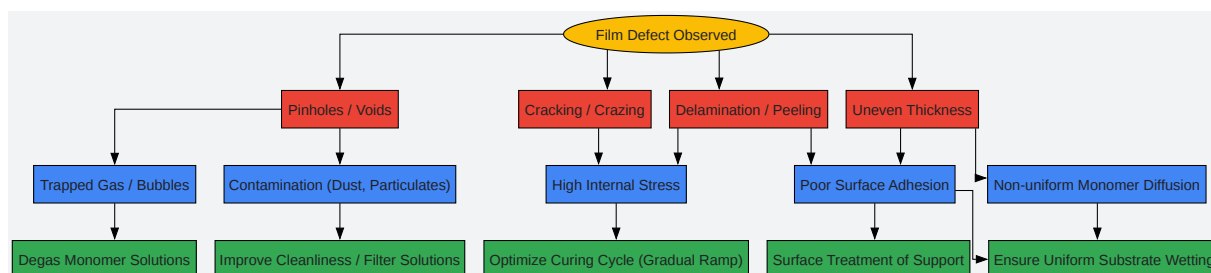 Film Defect Observed
Pinholes / Voids
Cracking / Crazing
Delamination / Peeling
Uneven Thickness
Trapped Gas / Bubbles
Contamination (Dust, Particulates)
High Internal Stress
Poor Surface Adhesion
Non-uniform Monomer Diffusion
Degas Monomer Solutions
Improve Cleanliness / Filter Solutions
Optimize Curing Cycle (Gradual Ramp)
Surface Treatment of Support
Ensure Uniform Substrate Wetting